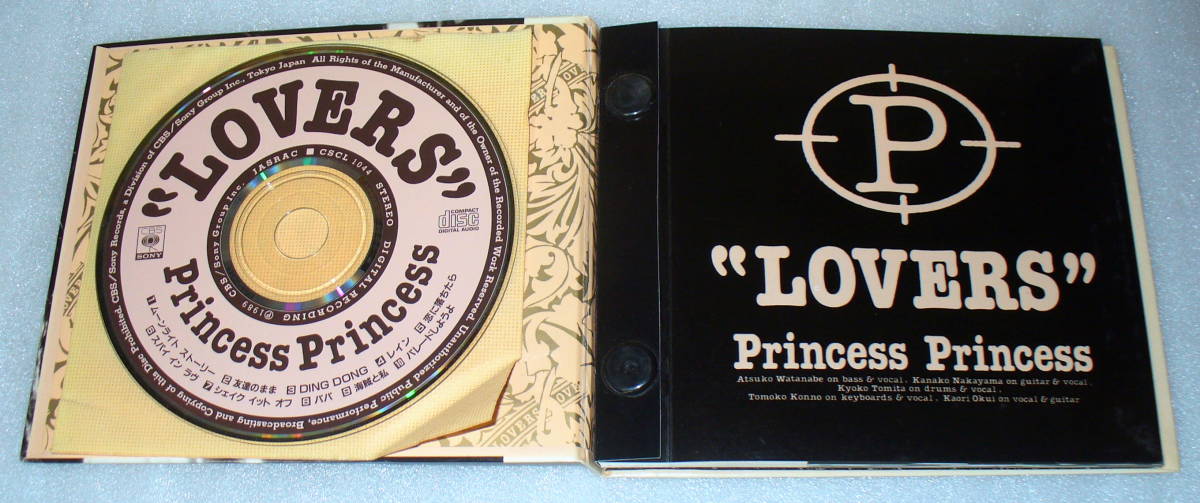 CBS/Sony Records, a Division of CBS/Sony Group Inc., Tokyo Japan All Rights of the Manufacturer and of the Owner of the Recorded Work Reserved. Unauthorized Public Performance, Broadcasting and Copying of this Disc Prohibited.
"LOVERS"
℗1989 CBS/Sony Group Inc. JASRAC ■ CSCL 1044 STEREO DIGITAL RECORDING
CBS
SONY
COMPACT
disc
DIGITAL AUDIO
Princess Princess
1 ムーンライト ストーリー 2 友達のまま 3 DING DONG 4 レイン 5 恋に落ちたら
6 スパイ イン ラヴ 7 シェイク イット オフ 8 パパ 9 海賊と私 10 パレードしようよ
LOVERS
P
"LOVERS"
Princess Princess
Atsuko Watanabe on bass & vocal. Kanako Nakayama on guitar & vocal.
Kyoko Tomita on drums & vocal.
Tomoko Konno on keyboards & vocal. Kaori Okui on vocal & guitar